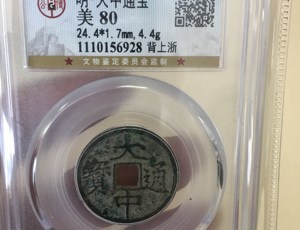 明 大中通宝
美 80
24.4*1.7mm,4.4g
1110156928 背上浙
★ 文物鉴定委员会监制 ★
大
中
通
寶